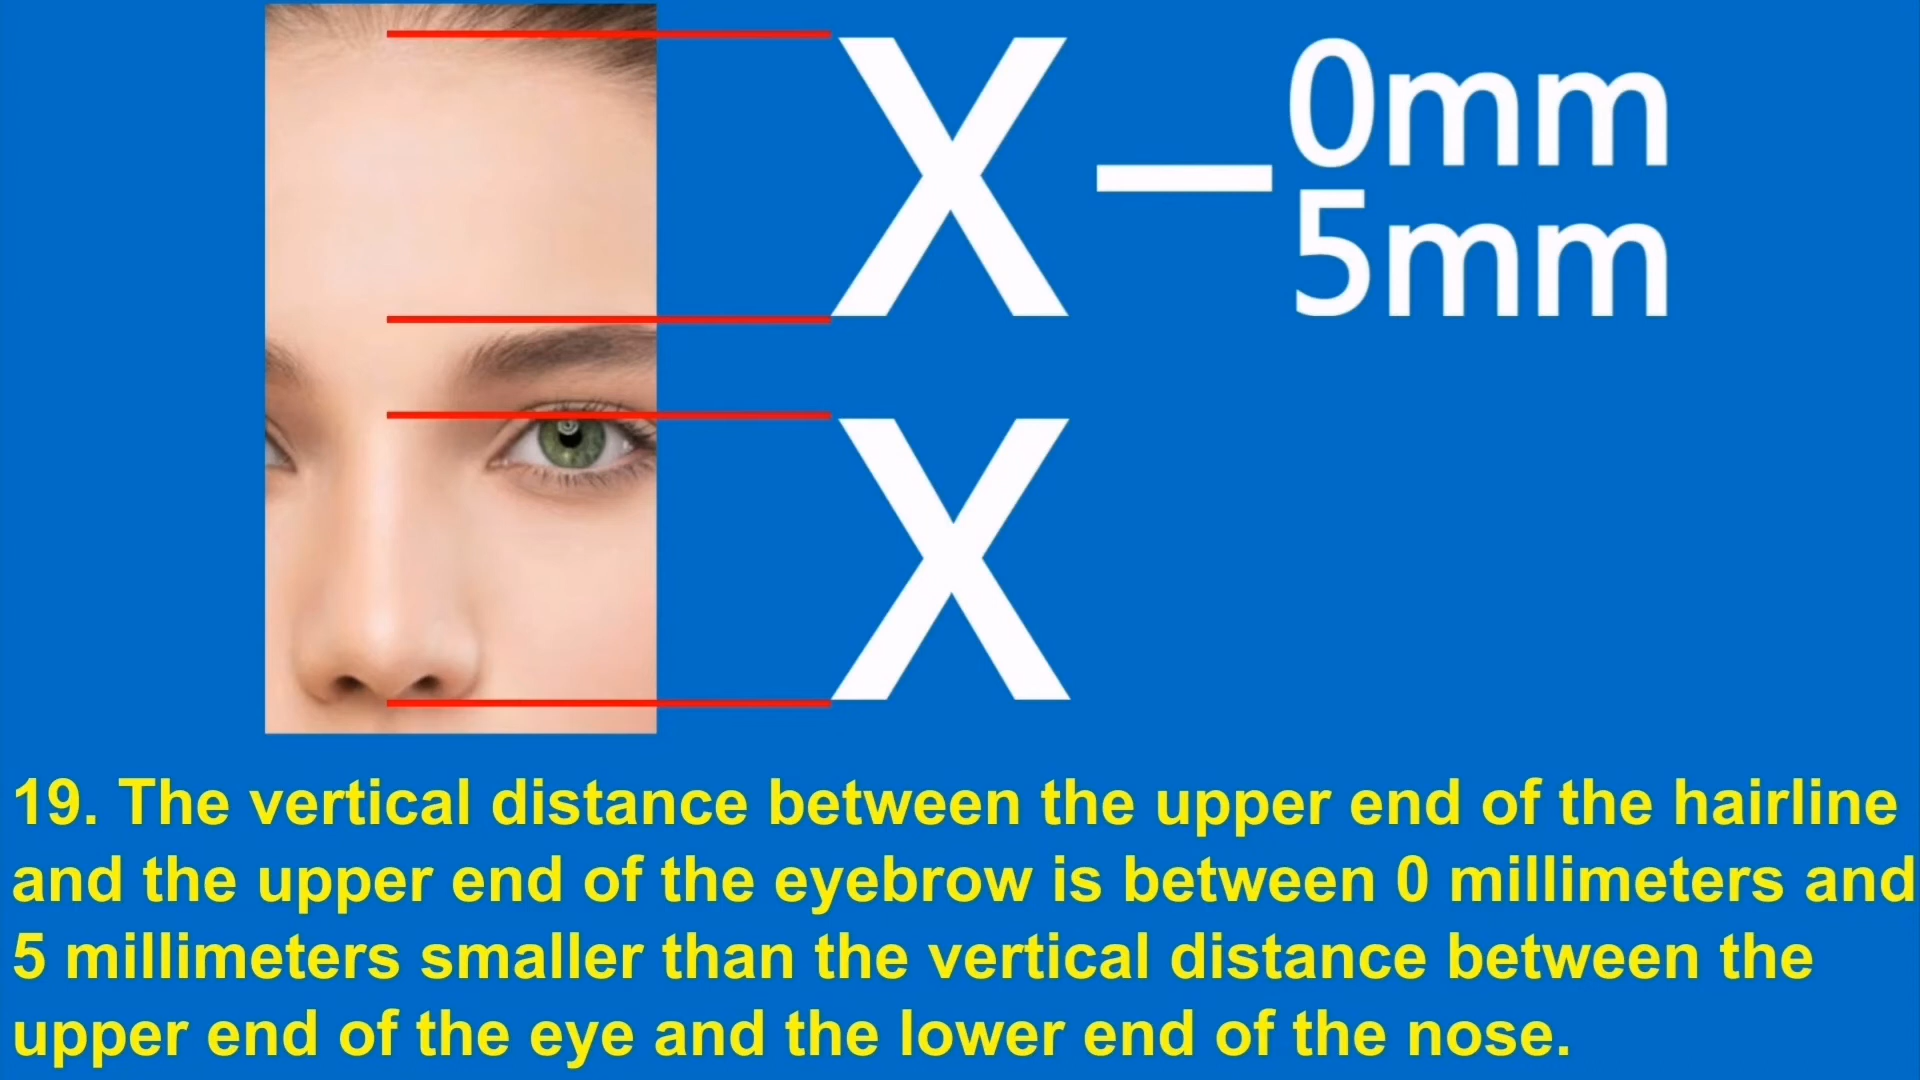 X – 0mm
5mm
X
19. The vertical distance between the upper end of the hairline
and the upper end of the eyebrow is between 0 millimeters and
5 millimeters smaller than the vertical distance between the
upper end of the eye and the lower end of the nose.